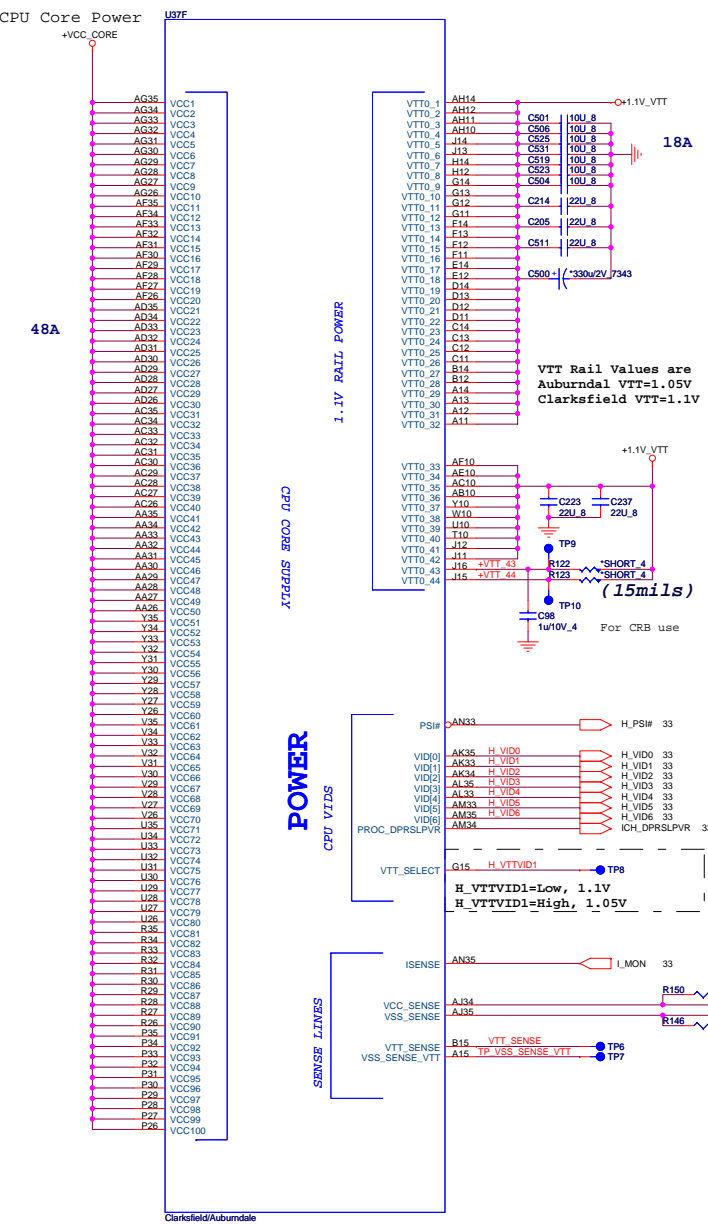 CPU Core Power
U37F
+VCC_CORE
48A
AG35 VCC1
AG34 VCC2
AG33 VCC3
AG32 VCC4
AG31 VCC5
AG30 VCC6
AG29 VCC7
AG28 VCC8
AG27 VCC9
AG26 VCC10
AF35 VCC11
AF34 VCC12
AF33 VCC13
AF32 VCC14
AF31 VCC15
AF30 VCC16
AF29 VCC17
AF28 VCC18
AF27 VCC19
AF26 VCC20
AD35 VCC21
AD34 VCC22
AD33 VCC23
AD32 VCC24
AD31 VCC25
AD30 VCC26
AD29 VCC27
AD28 VCC28
AD27 VCC29
AD26 VCC30
AC35 VCC31
AC34 VCC32
AC33 VCC33
AC32 VCC34
AC31 VCC35
AC30 VCC36
AC29 VCC37
AC28 VCC38
AC27 VCC39
AC26 VCC40
AA35 VCC41
AA34 VCC42
AA33 VCC43
AA32 VCC44
AA31 VCC45
AA30 VCC46
AA29 VCC47
AA28 VCC48
AA27 VCC49
AA26 VCC50
Y35 VCC51
Y34 VCC52
Y33 VCC53
Y32 VCC54
Y31 VCC55
Y30 VCC56
Y29 VCC57
Y28 VCC58
Y27 VCC59
Y26 VCC60
V35 VCC61
V34 VCC62
V33 VCC63
V32 VCC64
V31 VCC65
V30 VCC66
V29 VCC67
V28 VCC68
V27 VCC69
V26 VCC70
U35 VCC71
U34 VCC72
U33 VCC73
U32 VCC74
U31 VCC75
U30 VCC76
U29 VCC77
U28 VCC78
U27 VCC79
U26 VCC80
R35 VCC81
R34 VCC82
R33 VCC83
R32 VCC84
R31 VCC85
R30 VCC86
R29 VCC87
R28 VCC88
R27 VCC89
R26 VCC90
P35 VCC91
P34 VCC92
P33 VCC93
P32 VCC94
P31 VCC95
P30 VCC96
P29 VCC97
P28 VCC98
P27 VCC99
P26 VCC100
CPU CORE SUPPLY
POWER
1.1V RAIL POWER
VTT0_1 AH14
VTT0_2 AH12
VTT0_3 AH11
VTT0_4 AH10
VTT0_5 J14
VTT0_6 J13
VTT0_7 H14
VTT0_8 H12
VTT0_9 G14
VTT0_10 G13
VTT0_11 G12
VTT0_12 G11
VTT0_13 F14
VTT0_14 F13
VTT0_15 F12
VTT0_16 F11
VTT0_17 E14
VTT0_18 E12
VTT0_19 D14
VTT0_20 D13
VTT0_21 D12
VTT0_22 D11
VTT0_23 C14
VTT0_24 C13
VTT0_25 C12
VTT0_26 C11
VTT0_27 B14
VTT0_28 B12
VTT0_29 A14
VTT0_30 A13
VTT0_31 A12
VTT0_32 A11
+1.1V_VTT
18A
C501 10U_8
C506 10U_8
C525 10U_8
C531 10U_8
C519 10U_8
C523 10U_8
C504 10U_8
C214 22U_8
C205 22U_8
C511 22U_8
C500 + *330u/2V_7343
VTT Rail Values are
Auburndal VTT=1.05V
Clarksfield VTT=1.1V
VTT0_33 AF10
VTT0_34 AE10
VTT0_35 AC10
VTT0_36 AB10
VTT0_37 Y10
VTT0_38 W10
VTT0_39 U10
VTT0_40 T10
VTT0_41 J12
VTT0_42 J11
VTT0_43 J16 +VTT_43
VTT0_44 J15 +VTT_44
+1.1V_VTT
C223
22U_8
C237
22U_8
TP9
R122 *SHORT_4
R123 *SHORT_4
(15mils)
TP10
C98
1u/10V_4
For CRB use
CPU VIDS
PSI# AN33 H_PSI# 33
VID[0] AK35 H_VID0 H_VID0 33
VID[1] AK33 H_VID1 H_VID1 33
VID[2] AK34 H_VID2 H_VID2 33
VID[3] AL35 H_VID3 H_VID3 33
VID[4] AL33 H_VID4 H_VID4 33
VID[5] AM33 H_VID5 H_VID5 33
VID[6] AM35 H_VID6 H_VID6 33
PROC_DPRSLPVR AM34 ICH_DPRSLPVR
VTT_SELECT G15 H_VTTVID1 TP8
H_VTTVID1=Low, 1.1V
H_VTTVID1=High, 1.05V
SENSE LINES
ISENSE AN35 I_MON 33
R150
VCC_SENSE AJ34
VSS_SENSE AJ35
R146
VTT_SENSE B15 VTT_SENSE TP6
VSS_SENSE_VTT A15 TP_VSS_SENSE_VTT TP7
Clarksfield/Auburndale